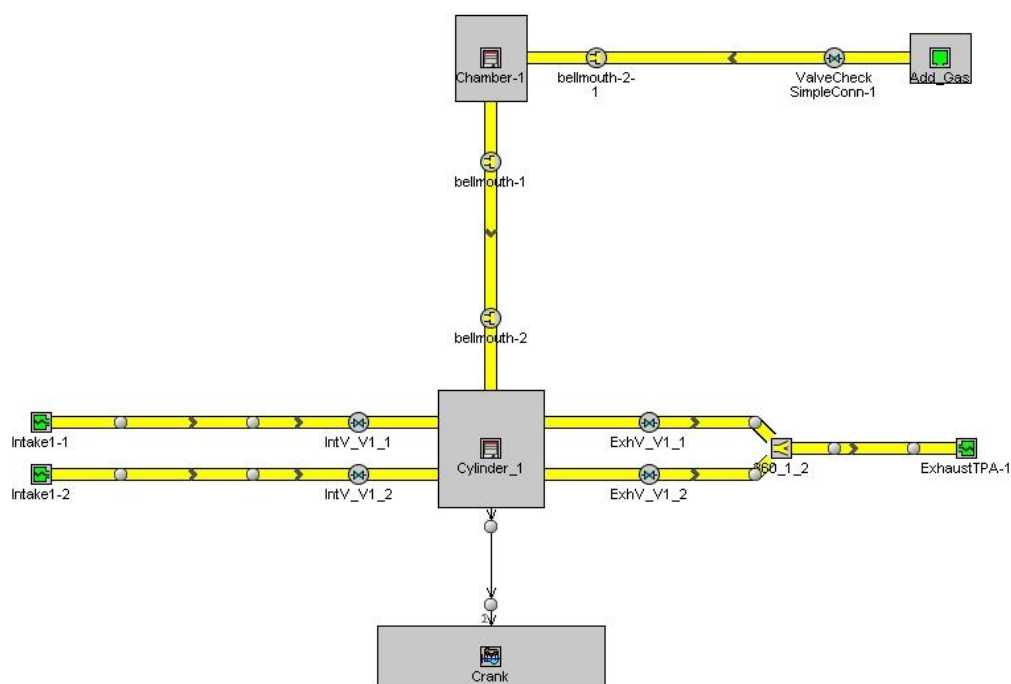 Chamber-1
bellmouth-2-
1
ValveCheck
SimpleConn-1
Add_Gas
bellmouth-1
bellmouth-2
Intake1-1
IntV_V1_1
ExhV_V1_1
Cylinder_1
360_1_2
ExhaustTPA-1
Intake1-2
IntV_V1_2
ExhV_V1_2
Crank